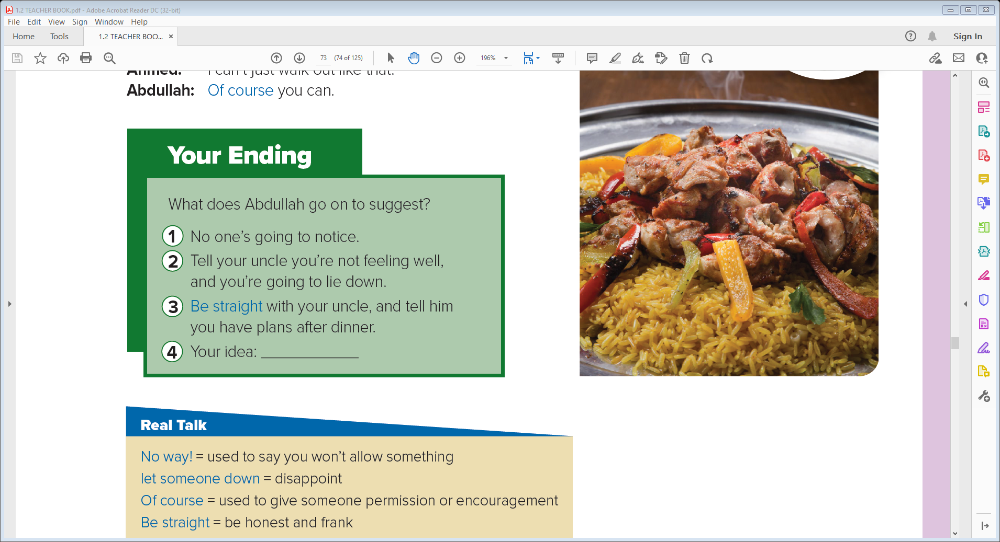 1.2 TEACHER BOOK.pdf - Adobe Acrobat Reader DC (32-bit)
File Edit View Sign Window Help
Home Tools 1.2 TEACHER BOO... × Sign In
73 (74 of 125) 196%
Ahmed: I can't just walk out like that.
Abdullah: Of course you can.
Your Ending
What does Abdullah go on to suggest?
1 No one's going to notice.
2 Tell your uncle you're not feeling well,
and you're going to lie down.
3 Be straight with your uncle, and tell him
you have plans after dinner.
4 Your idea: ____________
Real Talk
No way! = used to say you won't allow something
let someone down = disappoint
Of course = used to give someone permission or encouragement
Be straight = be honest and frank